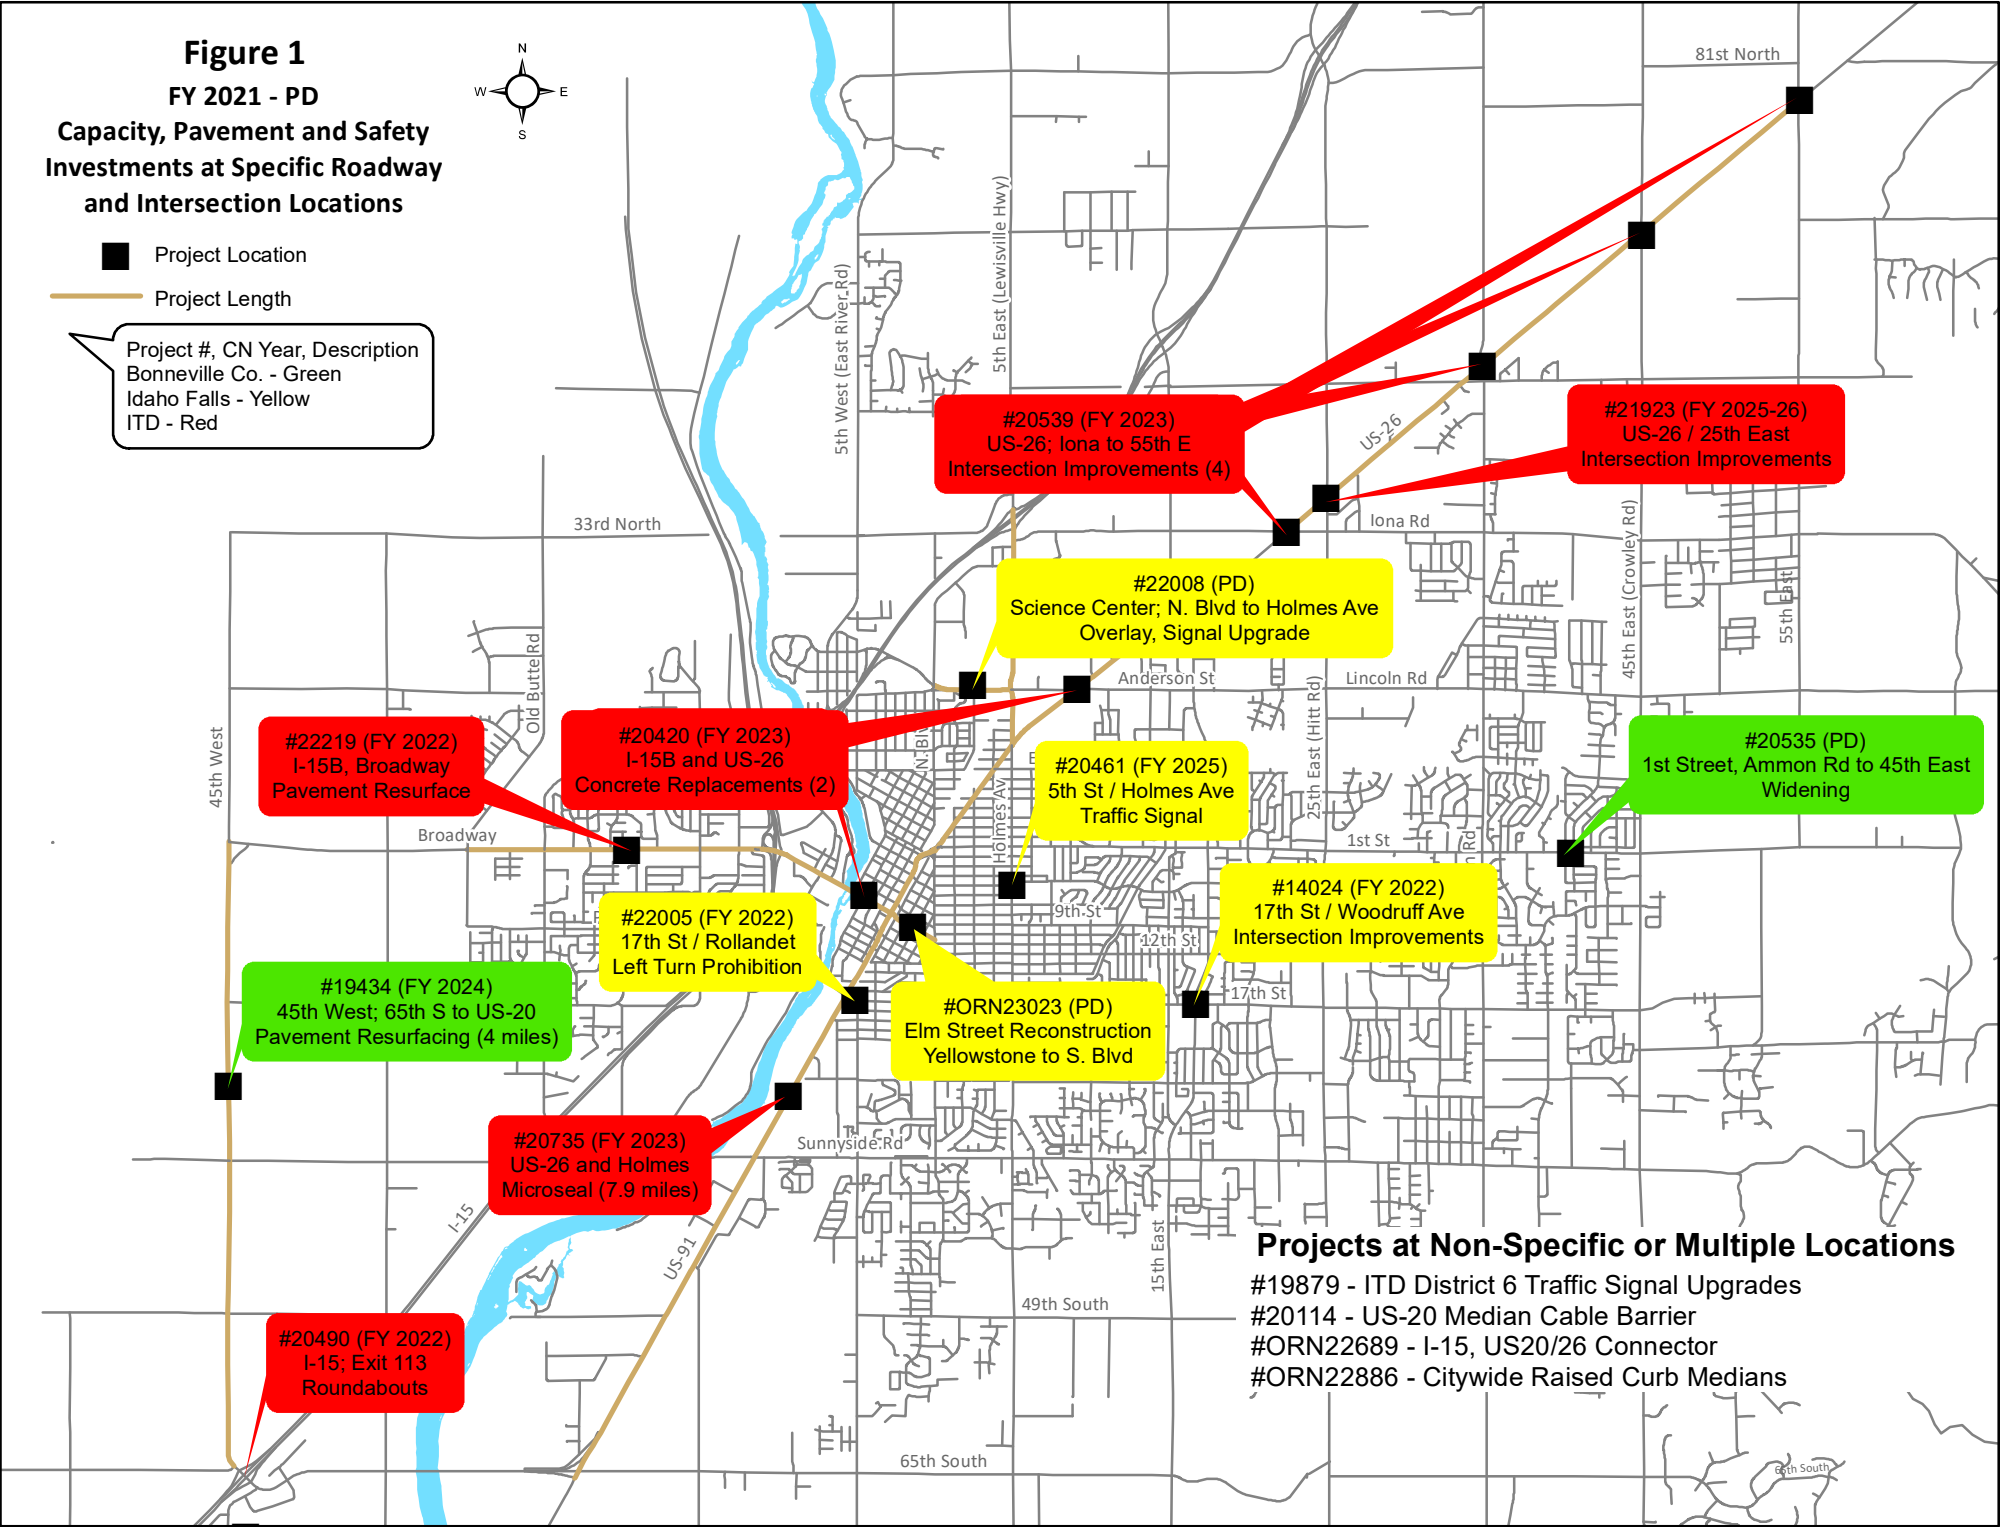 Figure 1
FY 2021 - PD
Capacity, Pavement and Safety
Investments at Specific Roadway
and Intersection Locations
N
W
E
S
Project Location
Project Length
Project #, CN Year, Description
Bonneville Co. - Green
Idaho Falls - Yellow
ITD - Red
81st North
5th West (East River Rd)
5th East (Lewisville Hwy)
US-26
#20539 (FY 2023)
US-26; Iona to 55th E
Intersection Improvements (4)
#21923 (FY 2025-26)
US-26 / 25th East
Intersection Improvements
33rd North
Iona Rd
45th East (Crowley Rd)
55th East
Old Butte Rd
#22008 (PD)
Science Center; N. Blvd to Holmes Ave
Overlay, Signal Upgrade
Anderson St
Lincoln Rd
25th East (Hitt Rd)
45th West
#22219 (FY 2022)
I-15B, Broadway
Pavement Resurface
#20420 (FY 2023)
I-15B and US-26
Concrete Replacements (2)
N. Blv
#20461 (FY 2025)
5th St / Holmes Ave
Traffic Signal
#20535 (PD)
1st Street, Ammon Rd to 45th East
Widening
Broadway
Holmes Av
1st St
Rd
9th St
12th St
17th St
#22005 (FY 2022)
17th St / Rollandet
Left Turn Prohibition
#14024 (FY 2022)
17th St / Woodruff Ave
Intersection Improvements
#19434 (FY 2024)
45th West; 65th S to US-20
Pavement Resurfacing (4 miles)
#ORN23023 (PD)
Elm Street Reconstruction
Yellowstone to S. Blvd
#20735 (FY 2023)
US-26 and Holmes
Microseal (7.9 miles)
Sunnyside Rd
I-15
US-91
15th East
49th South
#20490 (FY 2022)
I-15; Exit 113
Roundabouts
Projects at Non-Specific or Multiple Locations
#19879 - ITD District 6 Traffic Signal Upgrades
#20114 - US-20 Median Cable Barrier
#ORN22689 - I-15, US20/26 Connector
#ORN22886 - Citywide Raised Curb Medians
65th South
65th South